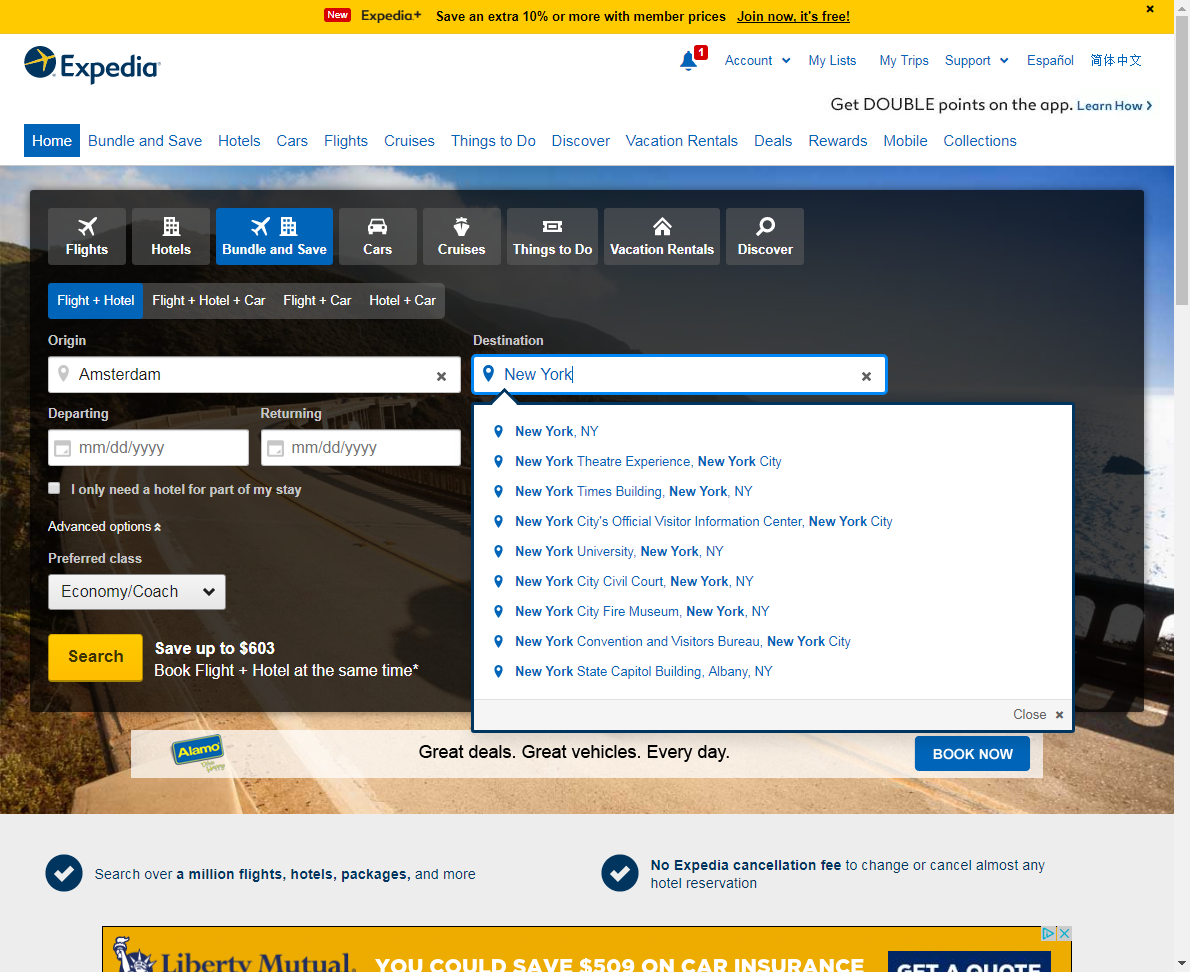 New Expedia+ Save an extra 10% or more with member prices Join now, it's free!
Expedia
1 Account My Lists My Trips Support Español 简体中文
Get DOUBLE points on the app. Learn How
Home Bundle and Save Hotels Cars Flights Cruises Things to Do Discover Vacation Rentals Deals Rewards Mobile Collections
Flights Hotels Bundle and Save Cars Cruises Things to Do Vacation Rentals Discover
Flight + Hotel Flight + Hotel + Car Flight + Car Hotel + Car
Origin Destination
Amsterdam New York
Departing Returning
mm/dd/yyyy mm/dd/yyyy
I only need a hotel for part of my stay
Advanced options
Preferred class
Economy/Coach
Search
Save up to $603
Book Flight + Hotel at the same time*
New York, NY
New York Theatre Experience, New York City
New York Times Building, New York, NY
New York City's Official Visitor Information Center, New York City
New York University, New York, NY
New York City Civil Court, New York, NY
New York City Fire Museum, New York, NY
New York Convention and Visitors Bureau, New York City
New York State Capitol Building, Albany, NY
Close
Alamo Great deals. Great vehicles. Every day. BOOK NOW
Search over a million flights, hotels, packages, and more
No Expedia cancellation fee to change or cancel almost any
hotel reservation
Liberty Mutual. YOU COULD SAVE $509 ON CAR INSURANCE GET A QUOTE